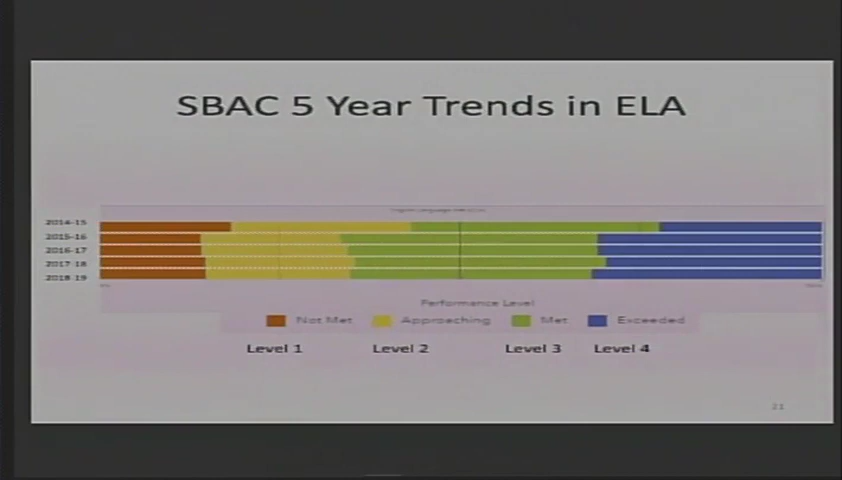 SBAC 5 Year Trends in ELA
2014-15
2015-16
2016-17
2017-18
2018-19
Performance Level
Not Met Approaching Met Exceeded
Level 1 Level 2 Level 3 Level 4
21